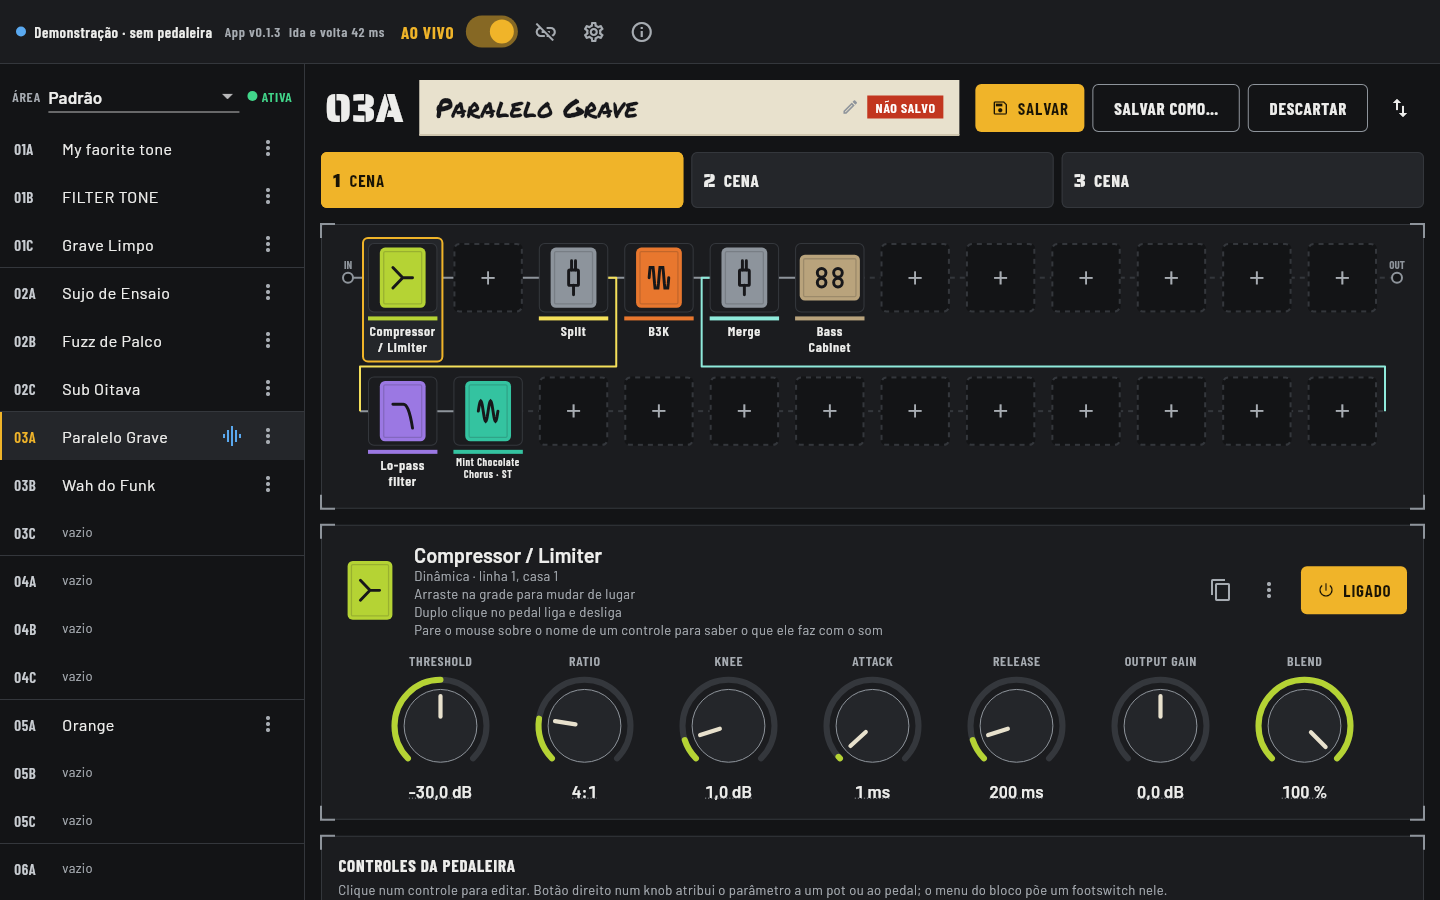 Demonstração · sem pedaleira App v0.1.3 Ida e volta 42 ms AO VIVO
ÁREA Padrão ATIVA
01A My faorite tone
01B FILTER TONE
01C Grave Limpo
02A Sujo de Ensaio
02B Fuzz de Palco
02C Sub Oitava
03A Paralelo Grave
03B Wah do Funk
03C vazio
04A vazio
04B vazio
04C vazio
05A Orange
05B vazio
05C vazio
06A vazio
03A PARALELO GRAVE NÃO SALVO SALVAR SALVAR COMO... DESCARTAR
1 CENA 2 CENA 3 CENA
IN OUT
88
Compressor
/ Limiter
Split
B3K
Merge
Bass
Cabinet
Lo-pass
filter
Mint Chocolate
Chorus · ST
Compressor / Limiter
Dinâmica · linha 1, casa 1
Arraste na grade para mudar de lugar
Duplo clique no pedal liga e desliga
Pare o mouse sobre o nome de um controle para saber o que ele faz com o som
LIGADO
THRESHOLD RATIO KNEE ATTACK RELEASE OUTPUT GAIN BLEND
-30,0 dB 4:1 1,0 dB 1 ms 200 ms 0,0 dB 100 %
CONTROLES DA PEDALEIRA
Clique num controle para editar. Botão direito num knob atribui o parâmetro a um pot ou ao pedal; o menu do bloco põe um footswitch nele.